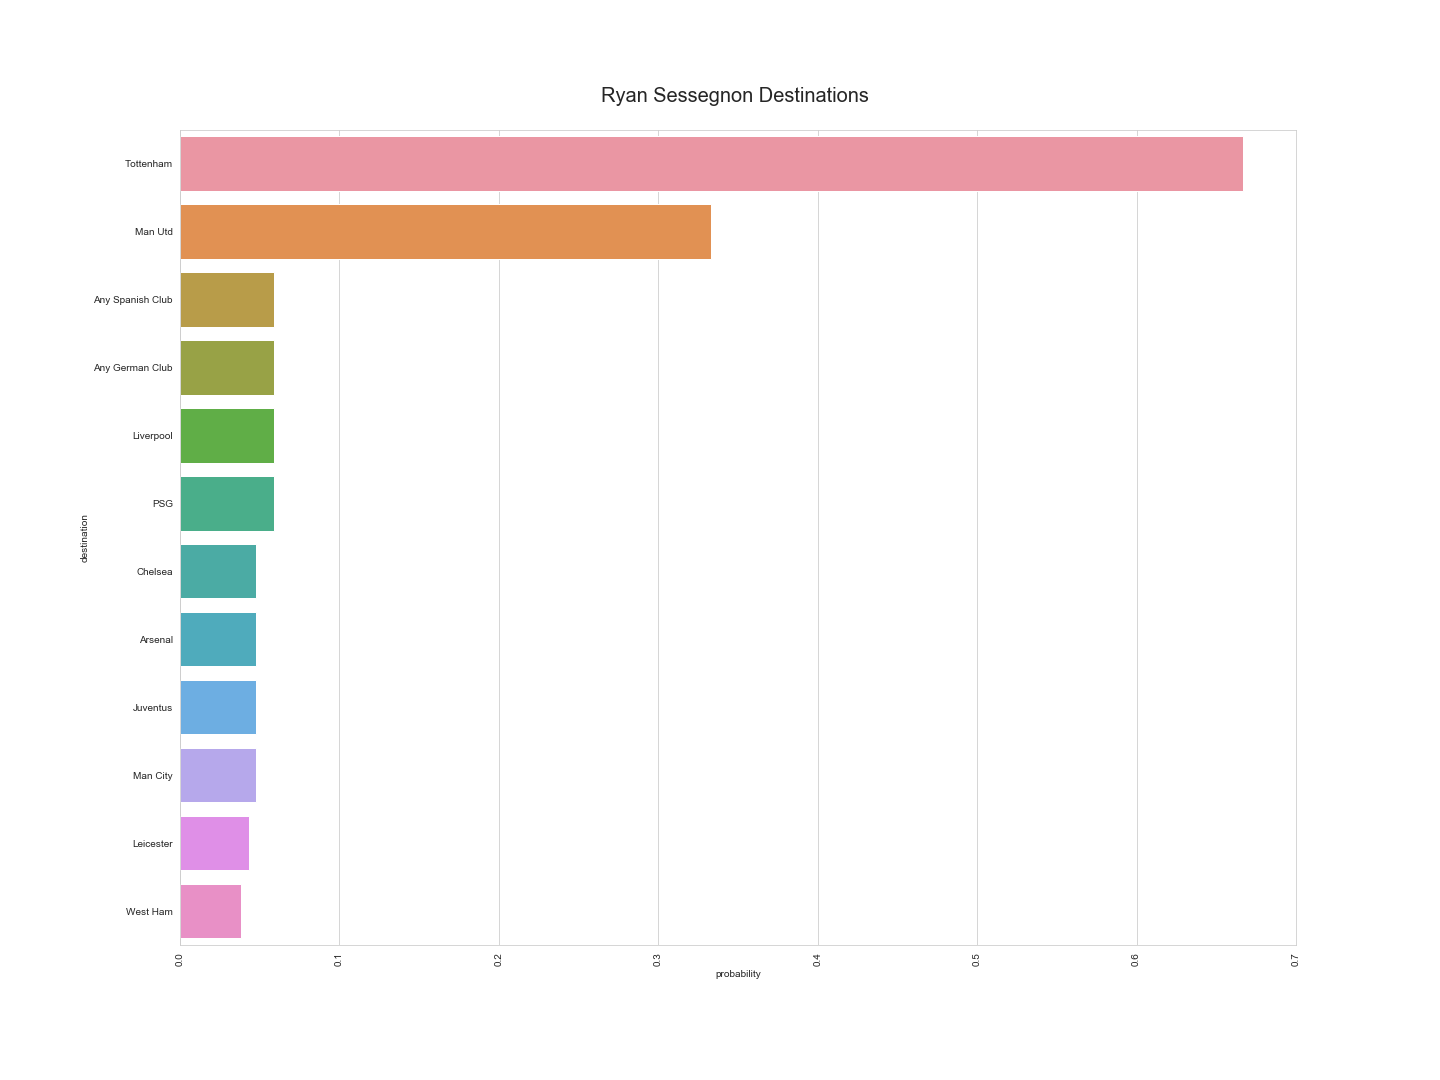 Ryan Sessegnon Destinations
Tottenham
Man Utd
Any Spanish Club
Any German Club
Liverpool
PSG
Chelsea
Arsenal
Juventus
Man City
Leicester
West Ham
destination
0.0
0.1
0.2
0.3
0.4
0.5
0.6
0.7
probability